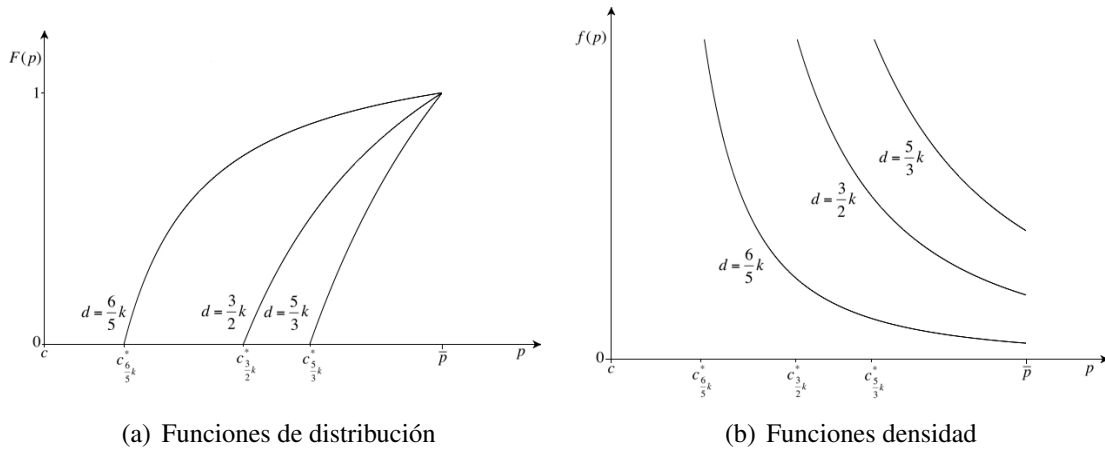 F(p)
1
d = 6/5 k
d = 3/2 k
d = 5/3 k
0
c
c*_{6/5 k}
c*_{3/2 k}
c*_{5/3 k}
p̄
p
(a) Funciones de distribución
f(p)
d = 5/3 k
d = 3/2 k
d = 6/5 k
0
c
c*_{6/5 k}
c*_{3/2 k}
c*_{5/3 k}
p̄
p
(b) Funciones densidad